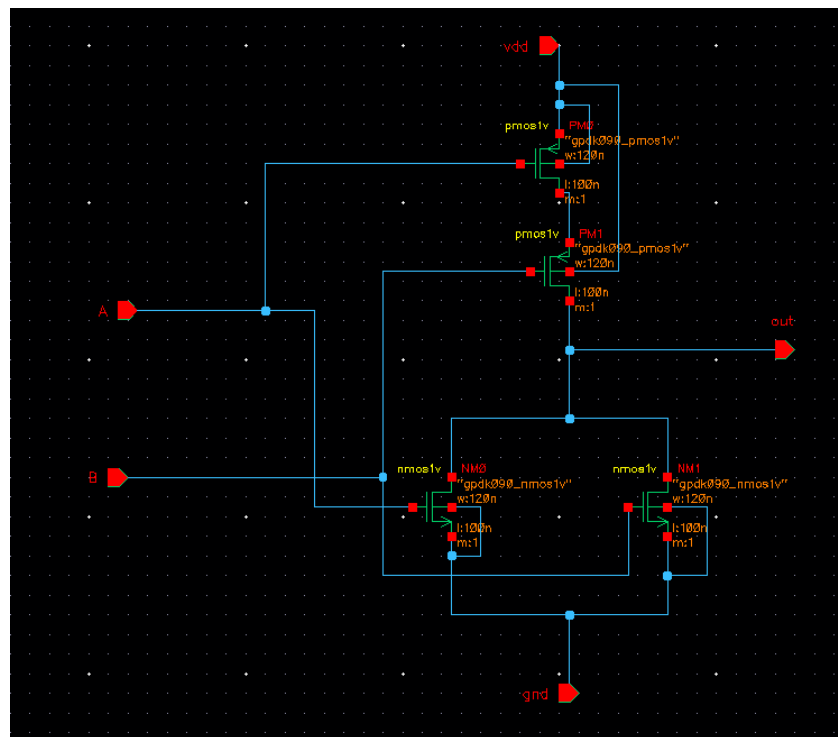 vdd
pmos1v PM0
"gpdk090_pmos1v"
w:120n
l:100n
m:1
pmos1v PM1
"gpdk090_pmos1v"
w:120n
l:100n
m:1
A
out
nmos1v NM0
"gpdk090_nmos1v"
w:120n
l:100n
m:1
nmos1v NM1
"gpdk090_nmos1v"
w:120n
l:100n
m:1
B
gnd